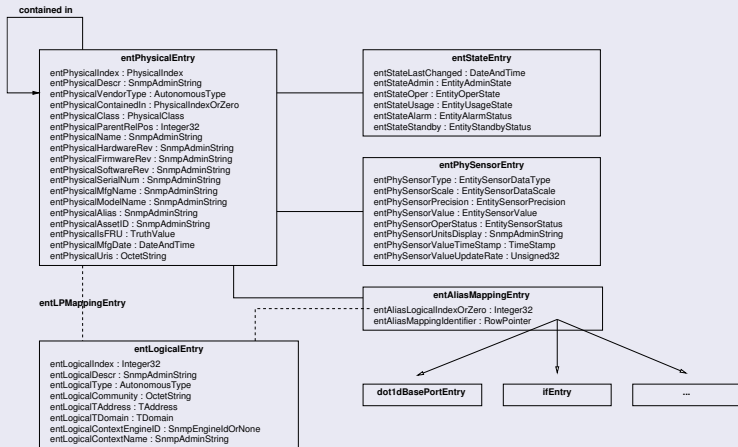 contained in
entPhysicalEntry
entPhysicalIndex : PhysicalIndex
entPhysicalDescr : SnmpAdminString
entPhysicalVendorType : AutonomousType
entPhysicalContainedIn : PhysicalIndexOrZero
entPhysicalClass : PhysicalClass
entPhysicalParentRelPos : Integer32
entPhysicalName : SnmpAdminString
entPhysicalHardwareRev : SnmpAdminString
entPhysicalFirmwareRev : SnmpAdminString
entPhysicalSoftwareRev : SnmpAdminString
entPhysicalSerialNum : SnmpAdminString
entPhysicalMfgName : SnmpAdminString
entPhysicalModelName : SnmpAdminString
entPhysicalAlias : SnmpAdminString
entPhysicalAssetID : SnmpAdminString
entPhysicalIsFRU : TruthValue
entPhysicalMfgDate : DateAndTime
entPhysicalUris : OctetString
entStateEntry
entStateLastChanged : DateAndTime
entStateAdmin : EntityAdminState
entStateOper : EntityOperState
entStateUsage : EntityUsageState
entStateAlarm : EntityAlarmStatus
entStateStandby : EntityStandbyStatus
entPhySensorEntry
entPhySensorType : EntitySensorDataType
entPhySensorScale : EntitySensorDataScale
entPhySensorPrecision : EntitySensorPrecision
entPhySensorValue : EntitySensorValue
entPhySensorOperStatus : EntitySensorStatus
entPhySensorUnitsDisplay : SnmpAdminString
entPhySensorValueTimeStamp : TimeStamp
entPhySensorValueUpdateRate : Unsigned32
entLPMappingEntry
entAliasMappingEntry
entAliasLogicalIndexOrZero : Integer32
entAliasMappingIdentifier : RowPointer
entLogicalEntry
entLogicalIndex : Integer32
entLogicalDescr : SnmpAdminString
entLogicalType : AutonomousType
entLogicalCommunity : OctetString
entLogicalTAddress : TAddress
entLogicalTDomain : TDomain
entLogicalContextEngineID : SnmpEngineIdOrNone
entLogicalContextName : SnmpAdminString
dot1dBasePortEntry
ifEntry
...